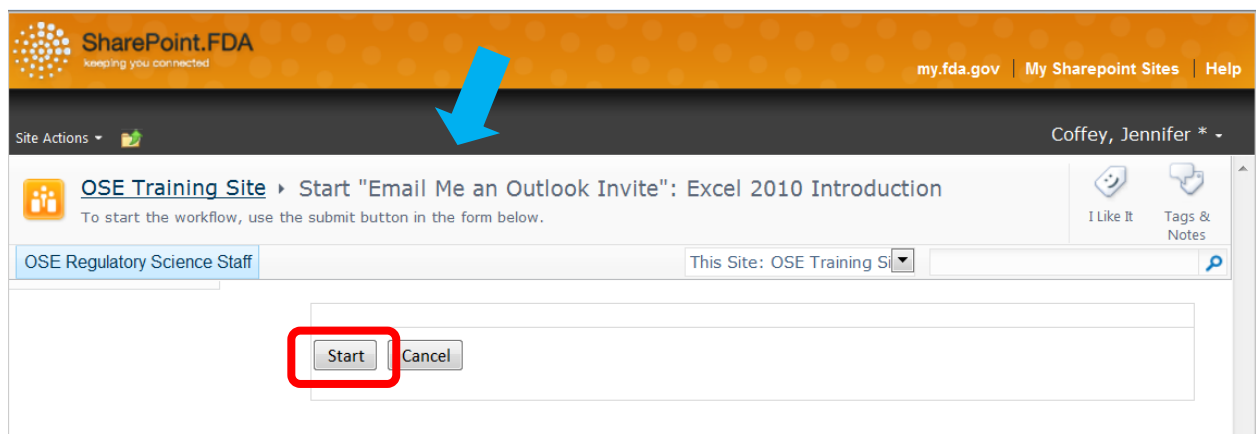 SharePoint.FDA
keeping you connected
my.fda.gov | My Sharepoint Sites | Help
Site Actions
Coffey, Jennifer *
OSE Training Site ▸ Start "Email Me an Outlook Invite": Excel 2010 Introduction
To start the workflow, use the submit button in the form below.
I Like It
Tags &
Notes
OSE Regulatory Science Staff
This Site: OSE Training Si
Start
Cancel